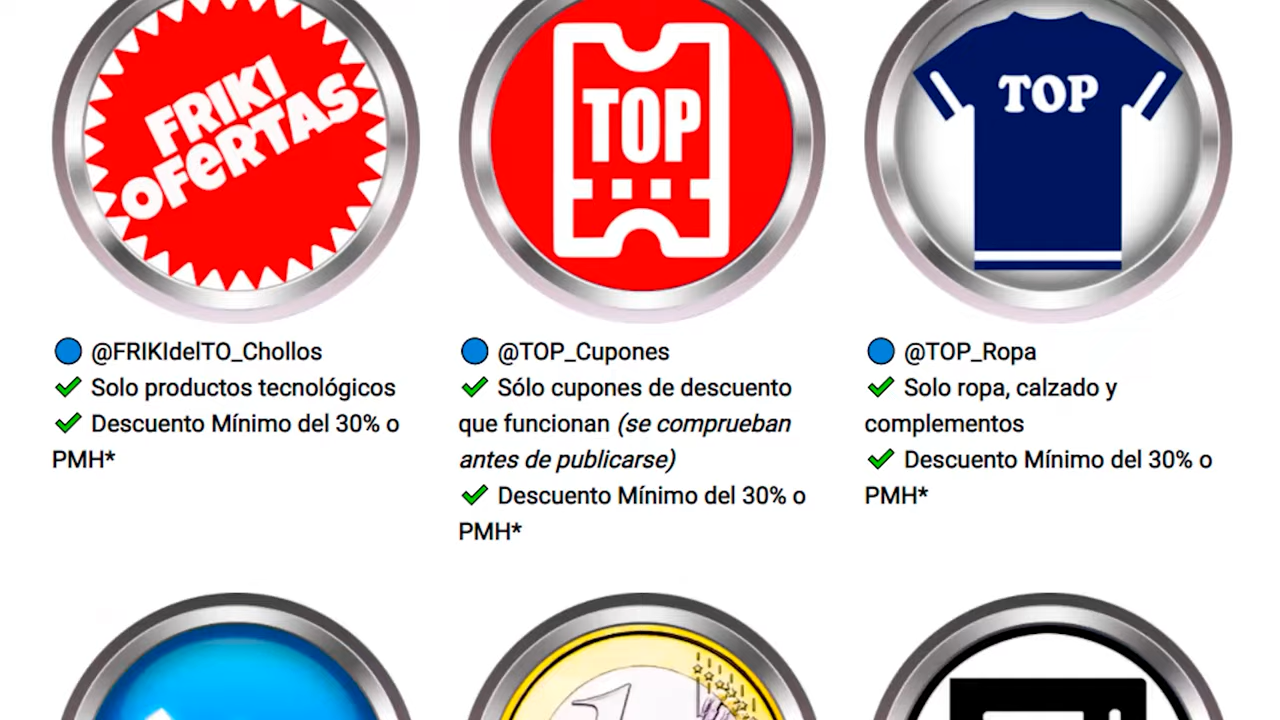 FRIKI
OFeRTAS
TOP
TOP
@FRIKIdelTO_Chollos
Solo productos tecnológicos
Descuento Mínimo del 30% o
PMH*
@TOP_Cupones
Sólo cupones de descuento
que funcionan (se comprueban
antes de publicarse)
Descuento Mínimo del 30% o
PMH*
@TOP_Ropa
Solo ropa, calzado y
complementos
Descuento Mínimo del 30% o
PMH*
1